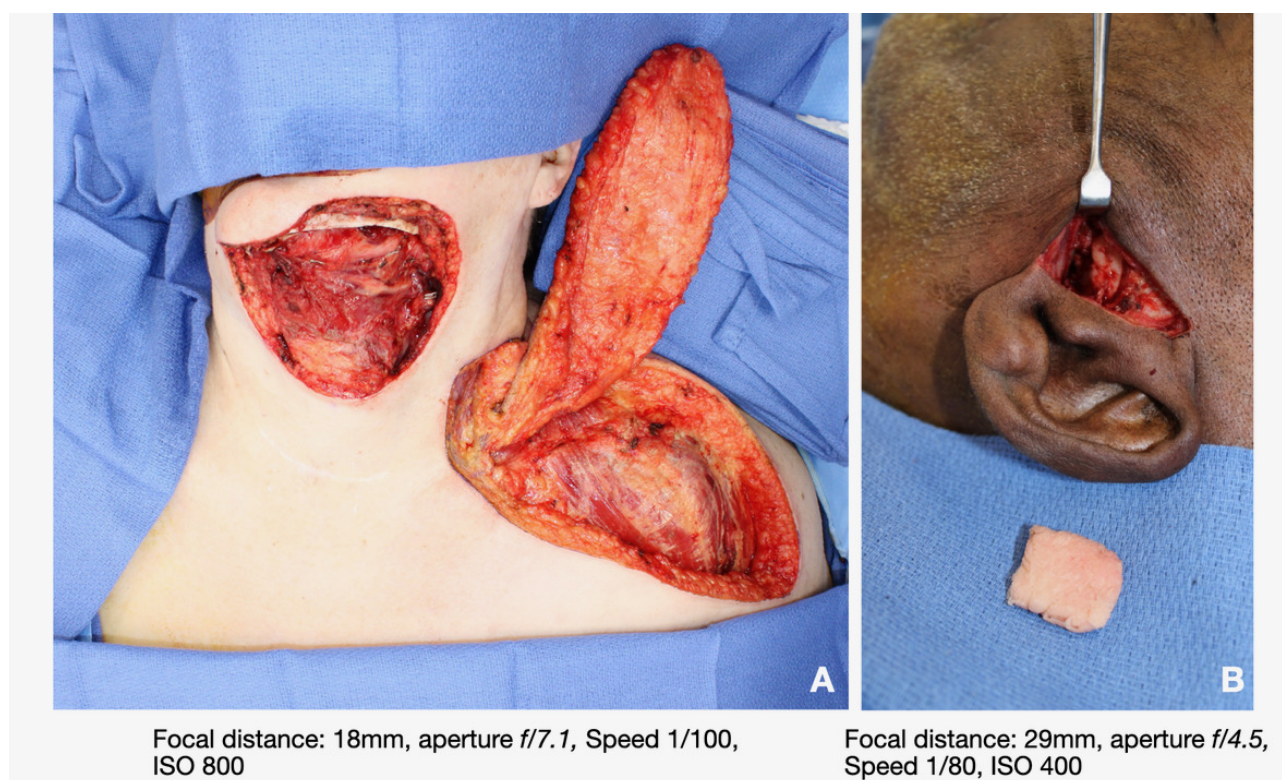 A
B
Focal distance: 18mm, aperture f/7.1, Speed 1/100,
ISO 800
Focal distance: 29mm, aperture f/4.5,
Speed 1/80, ISO 400